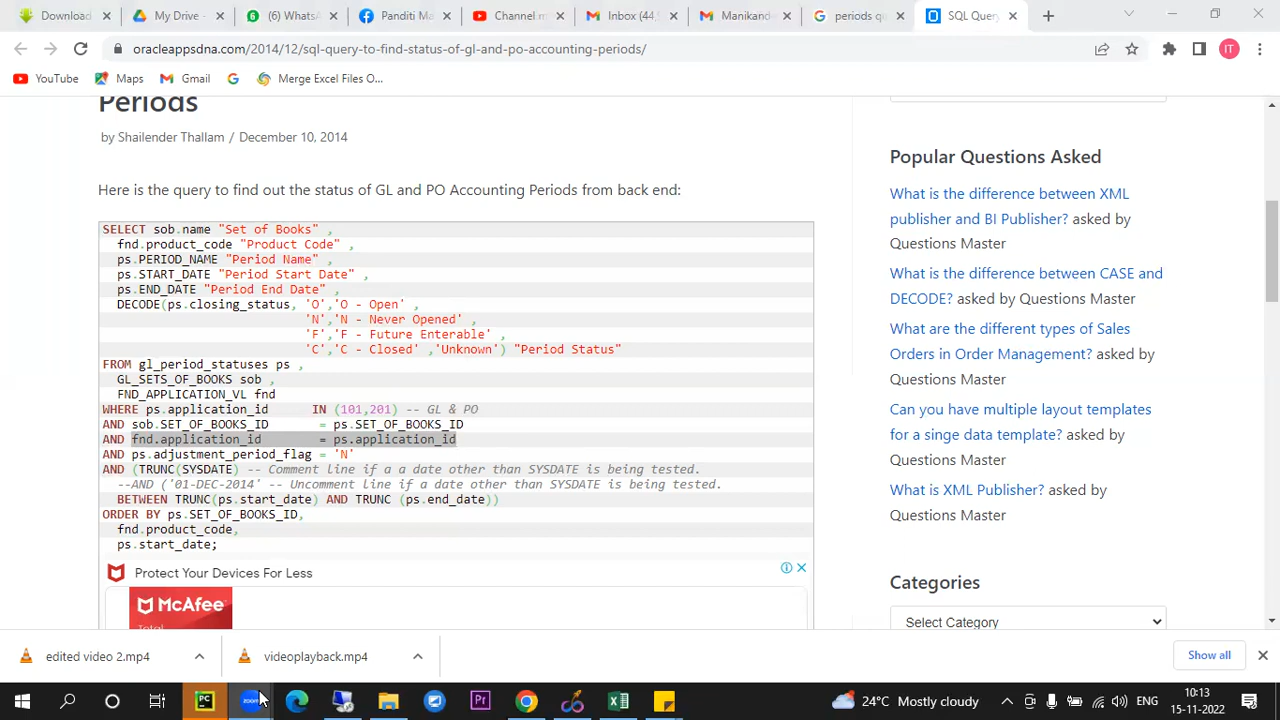 Download
My Drive -
(6) WhatsA
Panditi Ma
Channel m
Inbox (44,5
Manikand
periods qu
SQL Query
oracleappsdna.com/2014/12/sql-query-to-find-status-of-gl-and-po-accounting-periods/
IT
YouTube
Maps
Gmail
Merge Excel Files O...
Periods
by Shailender Thallam / December 10, 2014
Here is the query to find out the status of GL and PO Accounting Periods from back end:
SELECT sob.name "Set of Books" ,
fnd.product_code "Product Code" ,
ps.PERIOD_NAME "Period Name" ,
ps.START_DATE "Period Start Date" ,
ps.END_DATE "Period End Date" ,
DECODE(ps.closing_status, 'O','O - Open' ,
'N','N - Never Opened' ,
'F','F - Future Enterable' ,
'C','C - Closed' ,'Unknown') "Period Status"
FROM gl_period_statuses ps ,
GL_SETS_OF_BOOKS sob ,
FND_APPLICATION_VL fnd
WHERE ps.application_id IN (101,201) -- GL & PO
AND sob.SET_OF_BOOKS_ID = ps.SET_OF_BOOKS_ID
AND fnd.application_id = ps.application_id
AND ps.adjustment_period_flag = 'N'
AND (TRUNC(SYSDATE) -- Comment line if a a date other than SYSDATE is being tested.
--AND ('01-DEC-2014' -- Uncomment line if a date other than SYSDATE is being tested.
BETWEEN TRUNC(ps.start_date) AND TRUNC (ps.end_date))
ORDER BY ps.SET_OF_BOOKS_ID,
fnd.product_code,
ps.start_date;
Protect Your Devices For Less
McAfee
Total
Popular Questions Asked
What is the difference between XML
publisher and BI Publisher? asked by
Questions Master
What is the difference between CASE and
DECODE? asked by Questions Master
What are the different types of Sales
Orders in Order Management? asked by
Questions Master
Can you have multiple layout templates
for a singe data template? asked by
Questions Master
What is XML Publisher? asked by
Questions Master
Categories
Select Category
edited video 2.mp4
videoplayback.mp4
Show all
PC
zoom
Pr
24°C Mostly cloudy
ENG
10:13
15-11-2022